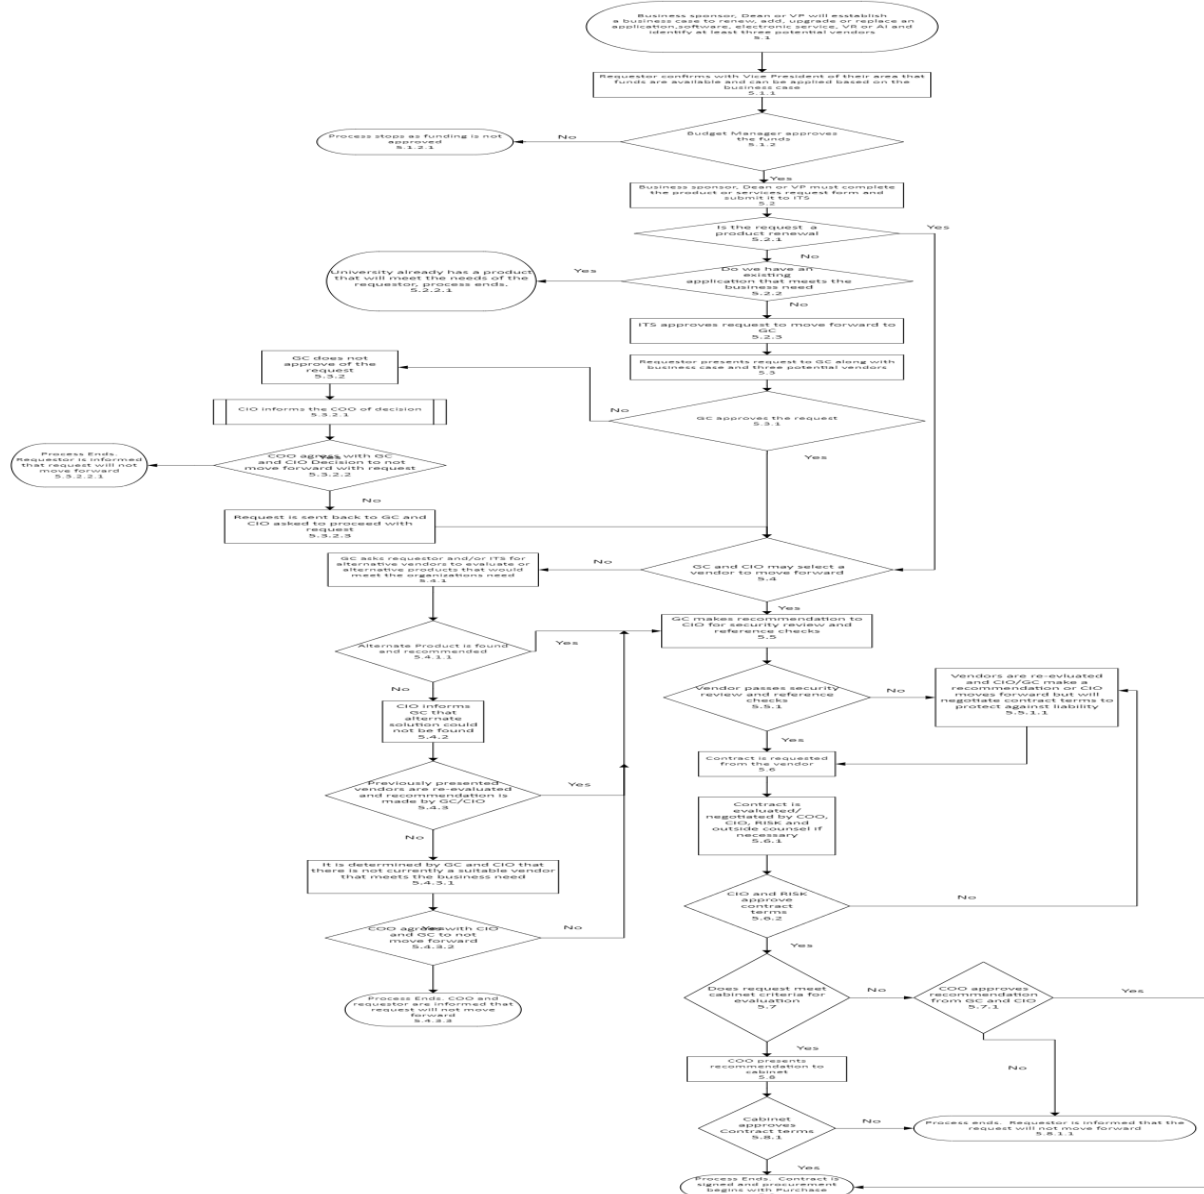 Business sponsor, Dean or VP will esstablish
a business case to renew, add, upgrade or replace an
application,software, electronic service, VR or AI and
identify at least three potential vendors
5.1
Requestor confirms with Vice President of their area that
funds are available and can be applied based on the
business case
5.1.1
Budget Manager approves
the funds
5.1.2
No
Process stops as funding is not
approved
5.1.2.1
Yes
Business sponsor, Dean or VP must complete
the product or services request form and
submit it to ITS
5.2
Is the request a
product renewal
5.2.1
Yes
No
Do we have an
existing
application that meets the
business need
5.2.2
Yes
University already has a product
that will meet the needs of the
requestor, process ends.
5.2.2.1
No
ITS approves request to move forward to
GC
5.2.3
Requestor presents request to GC along with
business case and three potential vendors
5.3
GC approves the request
5.3.1
No
GC does not
approve of the
request
5.3.2
CIO informs the COO of decision
5.3.2.1
COO agrees with GC
and CIO Decision to not
move forward with request
5.3.2.2
Yes
Process Ends.
Requestor is informed
that request will not
move forward
5.3.2.2.1
No
Request is sent back to GC and
CIO asked to proceed with
request
5.3.2.3
Yes
GC and CIO may select a
vendor to move forward
5.4
No
GC asks requestor and/or ITS for
alternative vendors to evaluate or
alternative products that would
meet the organizations need
5.4.1
Alternate Product is found
and recommended
5.4.1.1
Yes
No
CIO informs
GC that
alternate
solution could
not be found
5.4.2
Previously presented
vendors are re-evaluated
and recommendation is
made by GC/CIO
5.4.3
Yes
No
It is determined by GC and CIO that
there is not currently a suitable vendor
that meets the business need
5.4.3.1
COO agrees with CIO
and GC to not
move forward
5.4.3.2
Yes
No
Process Ends. COO and
requestor are informed that
request will not move
forward
5.4.3.3
Yes
GC makes recommendation to
CIO for security review and
reference checks
5.5
Vendor passes security
review and reference
checks
5.5.1
No
Vendors are re-evluated
and CIO/GC make a
recommendation or CIO
moves forward but will
negotiate contract terms to
protect against liability
5.5.1.1
Yes
Contract is requested
from the vendor
5.6
Contract is
evaluated/
negotiated by COO,
CIO, RISK and
outside counsel if
necessary
5.6.1
CIO and RISK
approve
contract
terms
5.6.2
No
Yes
Does request meet
cabinet criteria for
evaluation
5.7
No
COO approves
recommendation
from GC and CIO
5.7.1
Yes
No
Yes
COO presents
recommendation to
cabinet
5.8
Cabinet
approves
Contract terms
5.8.1
No
Process ends. Requestor is informed that the
request will not move forward
5.8.1.1
Yes
Process Ends. Contract is
signed and procurement
begins with Purchase